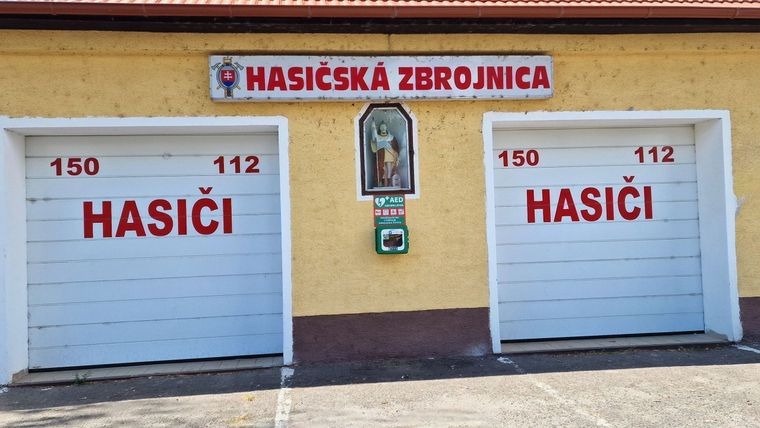 HASIČSKÁ ZBROJNICA
150 112
HASIČI
AED
150 112
HASIČI